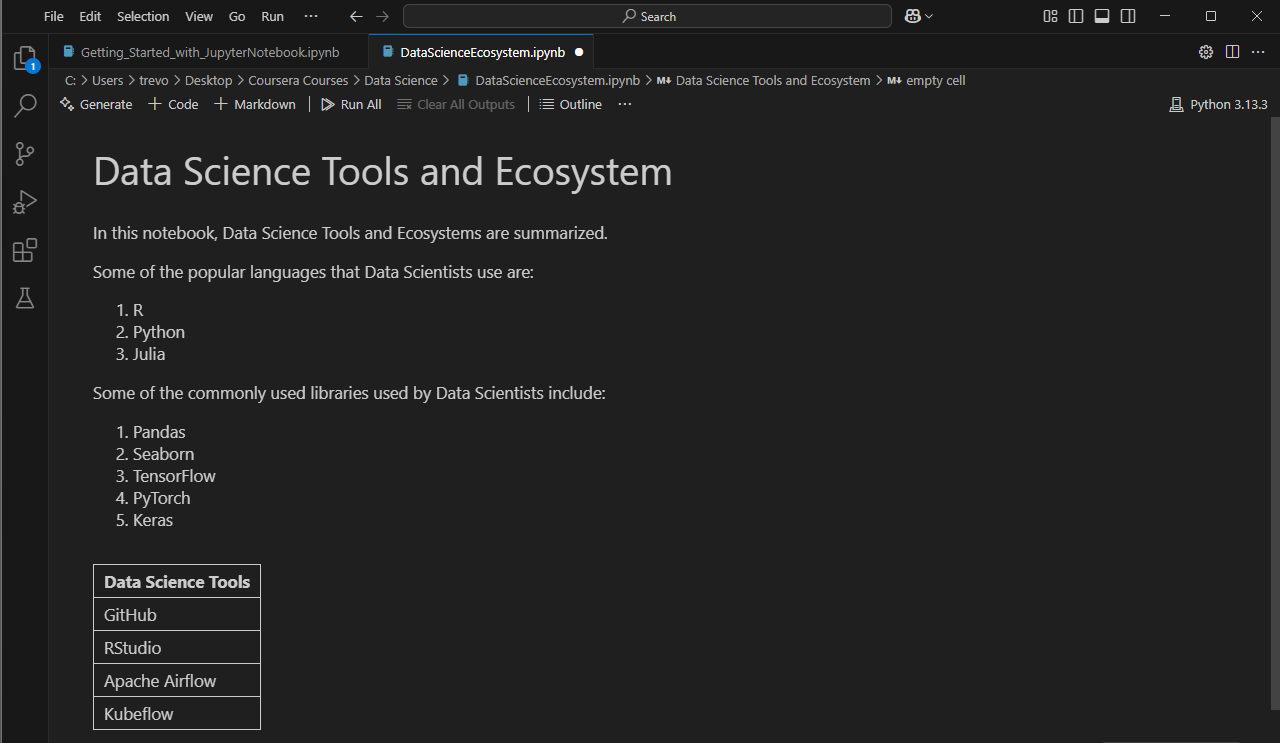 File Edit Selection View Go Run ··· Search
1
Getting_Started_with_JupyterNotebook.ipynb DataScienceEcosystem.ipynb
C: > Users > trevo > Desktop > Coursera Courses > Data Science > DataScienceEcosystem.ipynb > M↓ Data Science Tools and Ecosystem > M↓ empty cell
Generate + Code + Markdown | Run All Clear All Outputs | Outline ··· Python 3.13.3
Data Science Tools and Ecosystem
In this notebook, Data Science Tools and Ecosystems are summarized.
Some of the popular languages that Data Scientists use are:
1. R
2. Python
3. Julia
Some of the commonly used libraries used by Data Scientists include:
1. Pandas
2. Seaborn
3. TensorFlow
4. PyTorch
5. Keras
Data Science Tools
GitHub
RStudio
Apache Airflow
Kubeflow